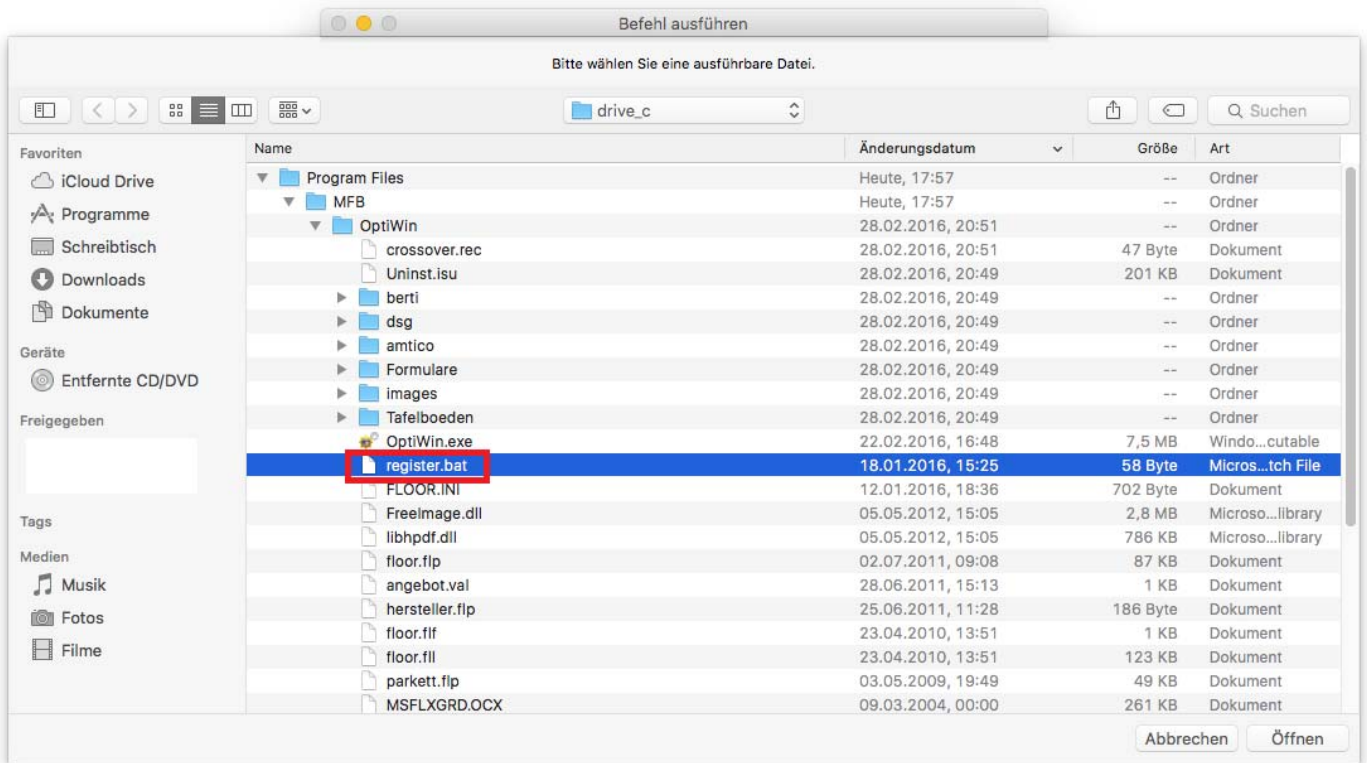 Befehl ausführen
Bitte wählen Sie eine ausführbare Datei.
drive_c
Suchen
Favoriten
iCloud Drive
Programme
Schreibtisch
Downloads
Dokumente
Geräte
Entfernte CD/DVD
Freigegeben
Tags
Medien
Musik
Fotos
Filme
Name Änderungsdatum Größe Art
Program Files Heute, 17:57 -- Ordner
MFB Heute, 17:57 -- Ordner
OptiWin 28.02.2016, 20:51 -- Ordner
crossover.rec 28.02.2016, 20:51 47 Byte Dokument
Uninst.isu 28.02.2016, 20:49 201 KB Dokument
berti 28.02.2016, 20:49 -- Ordner
dsg 28.02.2016, 20:49 -- Ordner
amtico 28.02.2016, 20:49 -- Ordner
Formulare 28.02.2016, 20:49 -- Ordner
images 28.02.2016, 20:49 -- Ordner
Tafelboeden 28.02.2016, 20:49 -- Ordner
OptiWin.exe 22.02.2016, 16:48 7,5 MB Windo...cutable
register.bat 18.01.2016, 15:25 58 Byte Micros...tch File
FLOOR.INI 12.01.2016, 18:36 702 Byte Dokument
FreeImage.dll 05.05.2012, 15:05 2,8 MB Microso...library
libhpdf.dll 05.05.2012, 15:05 786 KB Microso...library
floor.flp 02.07.2011, 09:08 87 KB Dokument
angebot.val 28.06.2011, 15:13 1 KB Dokument
hersteller.flp 25.06.2011, 11:28 186 Byte Dokument
floor.flf 23.04.2010, 13:51 1 KB Dokument
floor.fll 23.04.2010, 13:51 123 KB Dokument
parkett.flp 03.05.2009, 19:49 49 KB Dokument
MSFLXGRD.OCX 09.03.2004, 00:00 261 KB Dokument
Abbrechen Öffnen